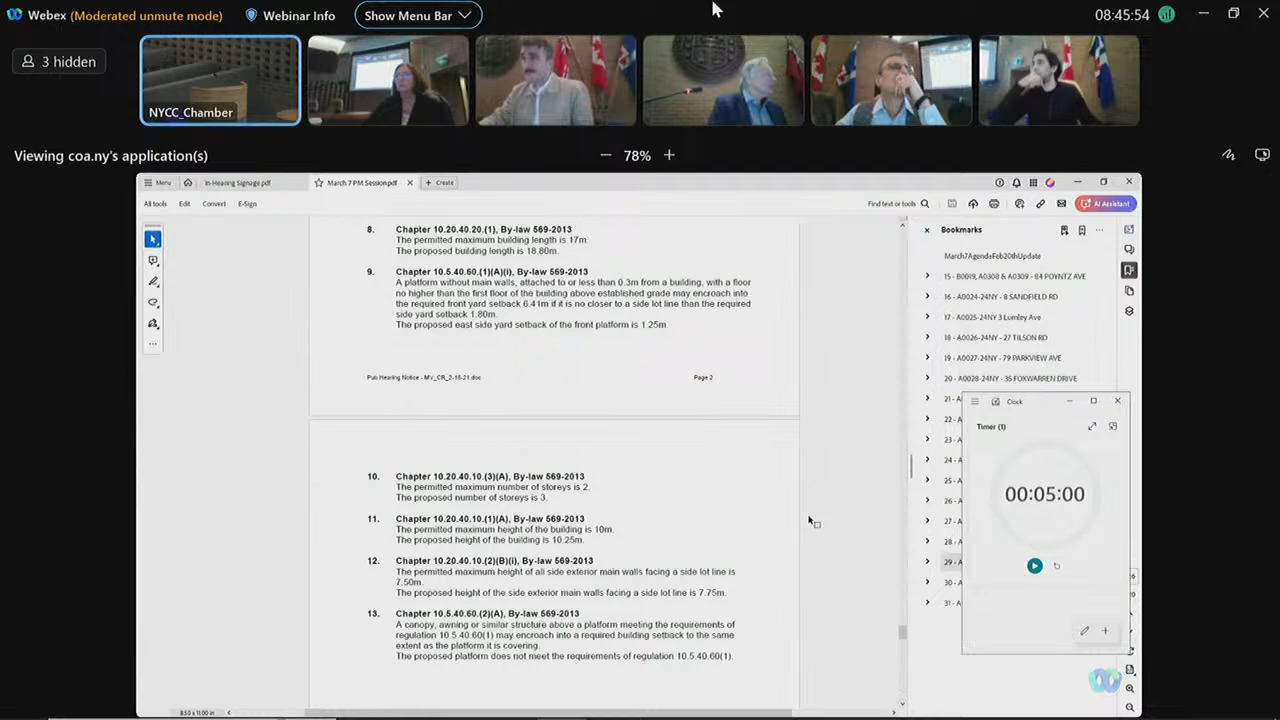 Webex (Moderated unmute mode) Webinar Info Show Menu Bar 08:45:54
3 hidden
NYCC_Chamber
Viewing coa.ny's application(s) 78%
Menu In-Hearing Signage.pdf March 7 PM Session.pdf Create
All tools Edit Convert E-Sign Find text or tools AI Assistant
8. Chapter 10.20.40.20.(1), By-law 569-2013
The permitted maximum building length is 17m.
The proposed building length is 18.80m.
9. Chapter 10.5.40.60.(1)(A)(i), By-law 569-2013
A platform without main walls, attached to or less than 0.3m from a building, with a floor
no higher than the first floor of the building above established grade may encroach into
the required front yard setback 6.41m if it is no closer to a side lot line than the required
side yard setback 1.80m.
The proposed east side yard setback of the front platform is 1.25m.
Pub Hearing Notice - MV_CR_2-16-21.doc Page 2
10. Chapter 10.20.40.10.(3)(A), By-law 569-2013
The permitted maximum number of storeys is 2.
The proposed number of storeys is 3.
11. Chapter 10.20.40.10.(1)(A), By-law 569-2013
The permitted maximum height of the building is 10m.
The proposed height of the building is 10.25m.
12. Chapter 10.20.40.10.(2)(B)(i), By-law 569-2013
The permitted maximum height of all side exterior main walls facing a side lot line is
7.50m.
The proposed height of the side exterior main walls facing a side lot line is 7.75m.
13. Chapter 10.5.40.60.(2)(A), By-law 569-2013
A canopy, awning or similar structure above a platform meeting the requirements of
regulation 10.5.40.60(1) may encroach into a required building setback to the same
extent as the platform it is covering.
The proposed platform does not meet the requirements of regulation 10.5.40.60(1).
8.50 x 11.00 in
Bookmarks
March7AgendaFeb20thUpdate
15 - B0019, A0308 & A0309 - 84 POYNTZ AVE
16 - A0024-24NY - 8 SANDFIELD RD
17 - A0025-24NY 3 Lumley Ave
18 - A0026-24NY - 27 TILSON RD
19 - A0027-24NY - 79 PARKVIEW AVE
20 - A0028-24NY - 35 FOXWARREN DRIVE
21 - A
22 - A
23 - A
24 - A
25 - A
26 - A
27 - A
28 - A
29 - A
30 - A
31 - A
Clock
Timer (1)
00:05:00